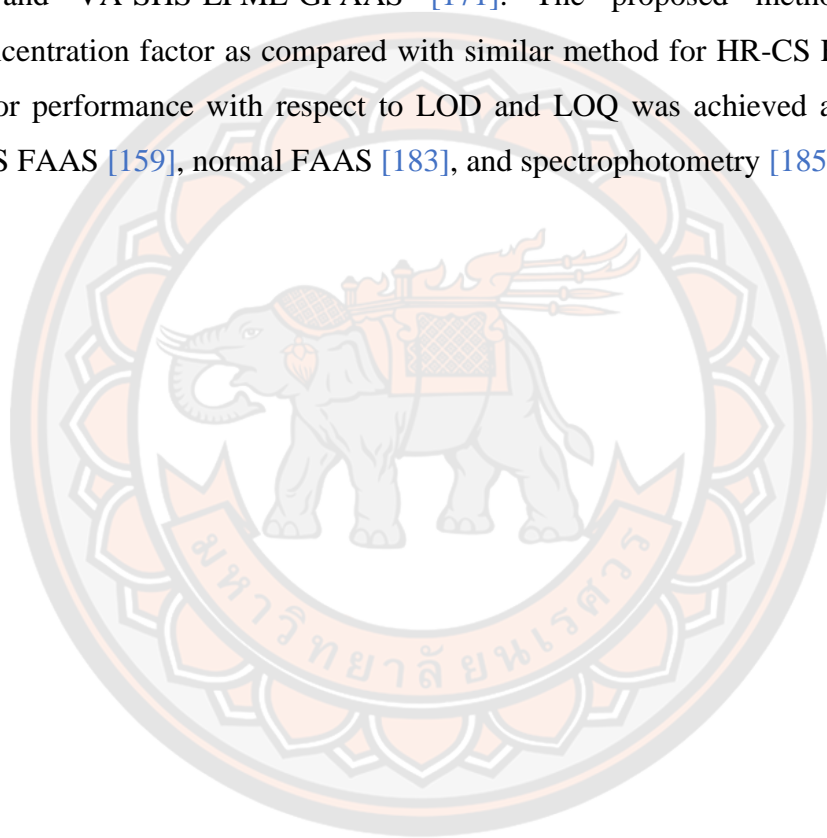 and VA-SHS-LPME-GFAAS [171]. The proposed metho
ncentration factor as compared with similar method for HR-CS
or performance with respect to LOD and LOQ was achieved a
S FAAS [159], normal FAAS [183], and spectrophotometry [185
มหาวิทยาลัยนเรศวร